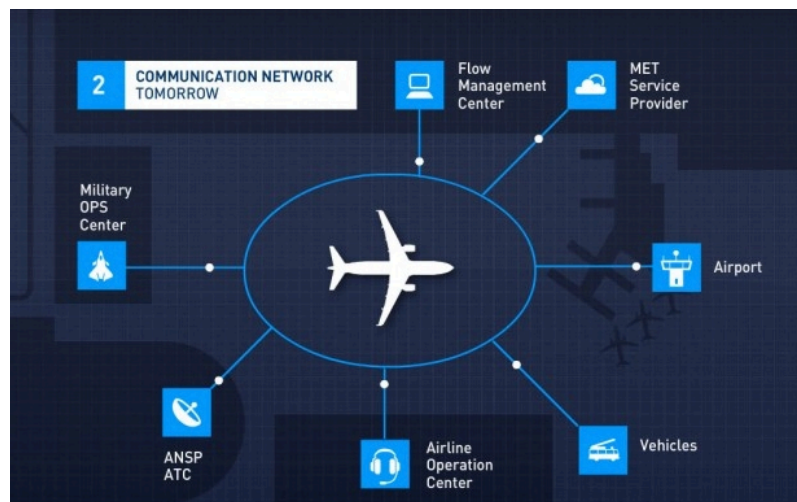 2
COMMUNICATION NETWORK
TOMORROW
Flow
Management
Center
MET
Service
Provider
Military
OPS
Center
Airport
ANSP
ATC
Airline
Operation
Center
Vehicles